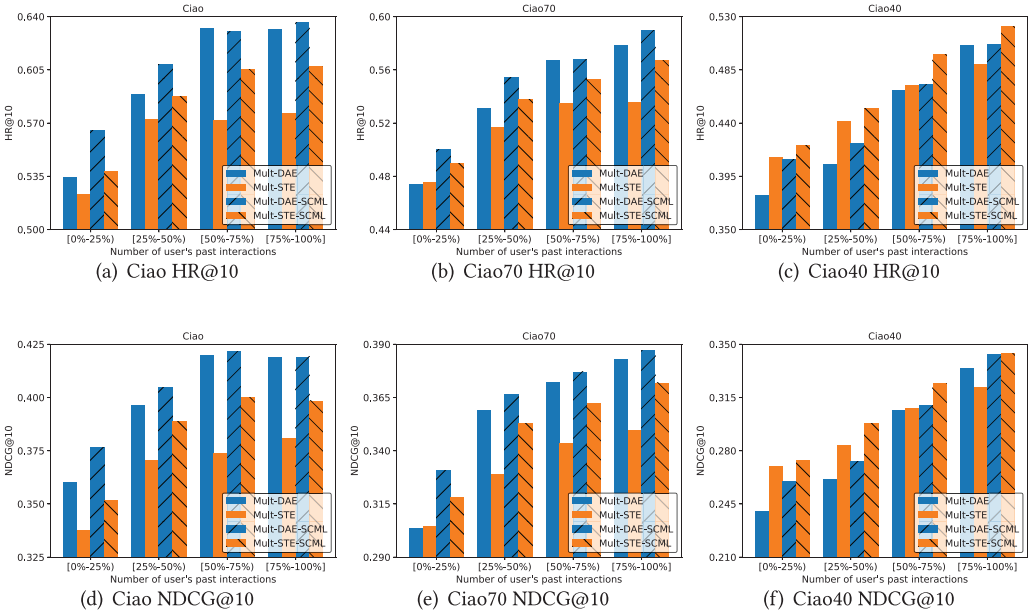 Ciao
0.640
0.605
0.570
0.535
0.500
HR@10
Mult-DAE
Mult-STE
Mult-DAE-SCML
Mult-STE-SCML
[0%-25%) [25%-50%) [50%-75%) [75%-100%]
Number of user's past interactions
(a) Ciao HR@10
Ciao70
0.60
0.56
0.52
0.48
0.44
HR@10
Mult-DAE
Mult-STE
Mult-DAE-SCML
Mult-STE-SCML
[0%-25%) [25%-50%) [50%-75%) [75%-100%]
Number of user's past interactions
(b) Ciao70 HR@10
Ciao40
0.530
0.485
0.440
0.395
0.350
HR@10
Mult-DAE
Mult-STE
Mult-DAE-SCML
Mult-STE-SCML
[0%-25%) [25%-50%) [50%-75%) [75%-100%]
Number of user's past interactions
(c) Ciao40 HR@10
Ciao
0.425
0.400
0.375
0.350
0.325
NDCG@10
Mult-DAE
Mult-STE
Mult-DAE-SCML
Mult-STE-SCML
[0%-25%) [25%-50%) [50%-75%) [75%-100%]
Number of user's past interactions
(d) Ciao NDCG@10
Ciao70
0.390
0.365
0.340
0.315
0.290
NDCG@10
Mult-DAE
Mult-STE
Mult-DAE-SCML
Mult-STE-SCML
[0%-25%) [25%-50%) [50%-75%) [75%-100%]
Number of user's past interactions
(e) Ciao70 NDCG@10
Ciao40
0.350
0.315
0.280
0.245
0.210
NDCG@10
Mult-DAE
Mult-STE
Mult-DAE-SCML
Mult-STE-SCML
[0%-25%) [25%-50%) [50%-75%) [75%-100%]
Number of user's past interactions
(f) Ciao40 NDCG@10